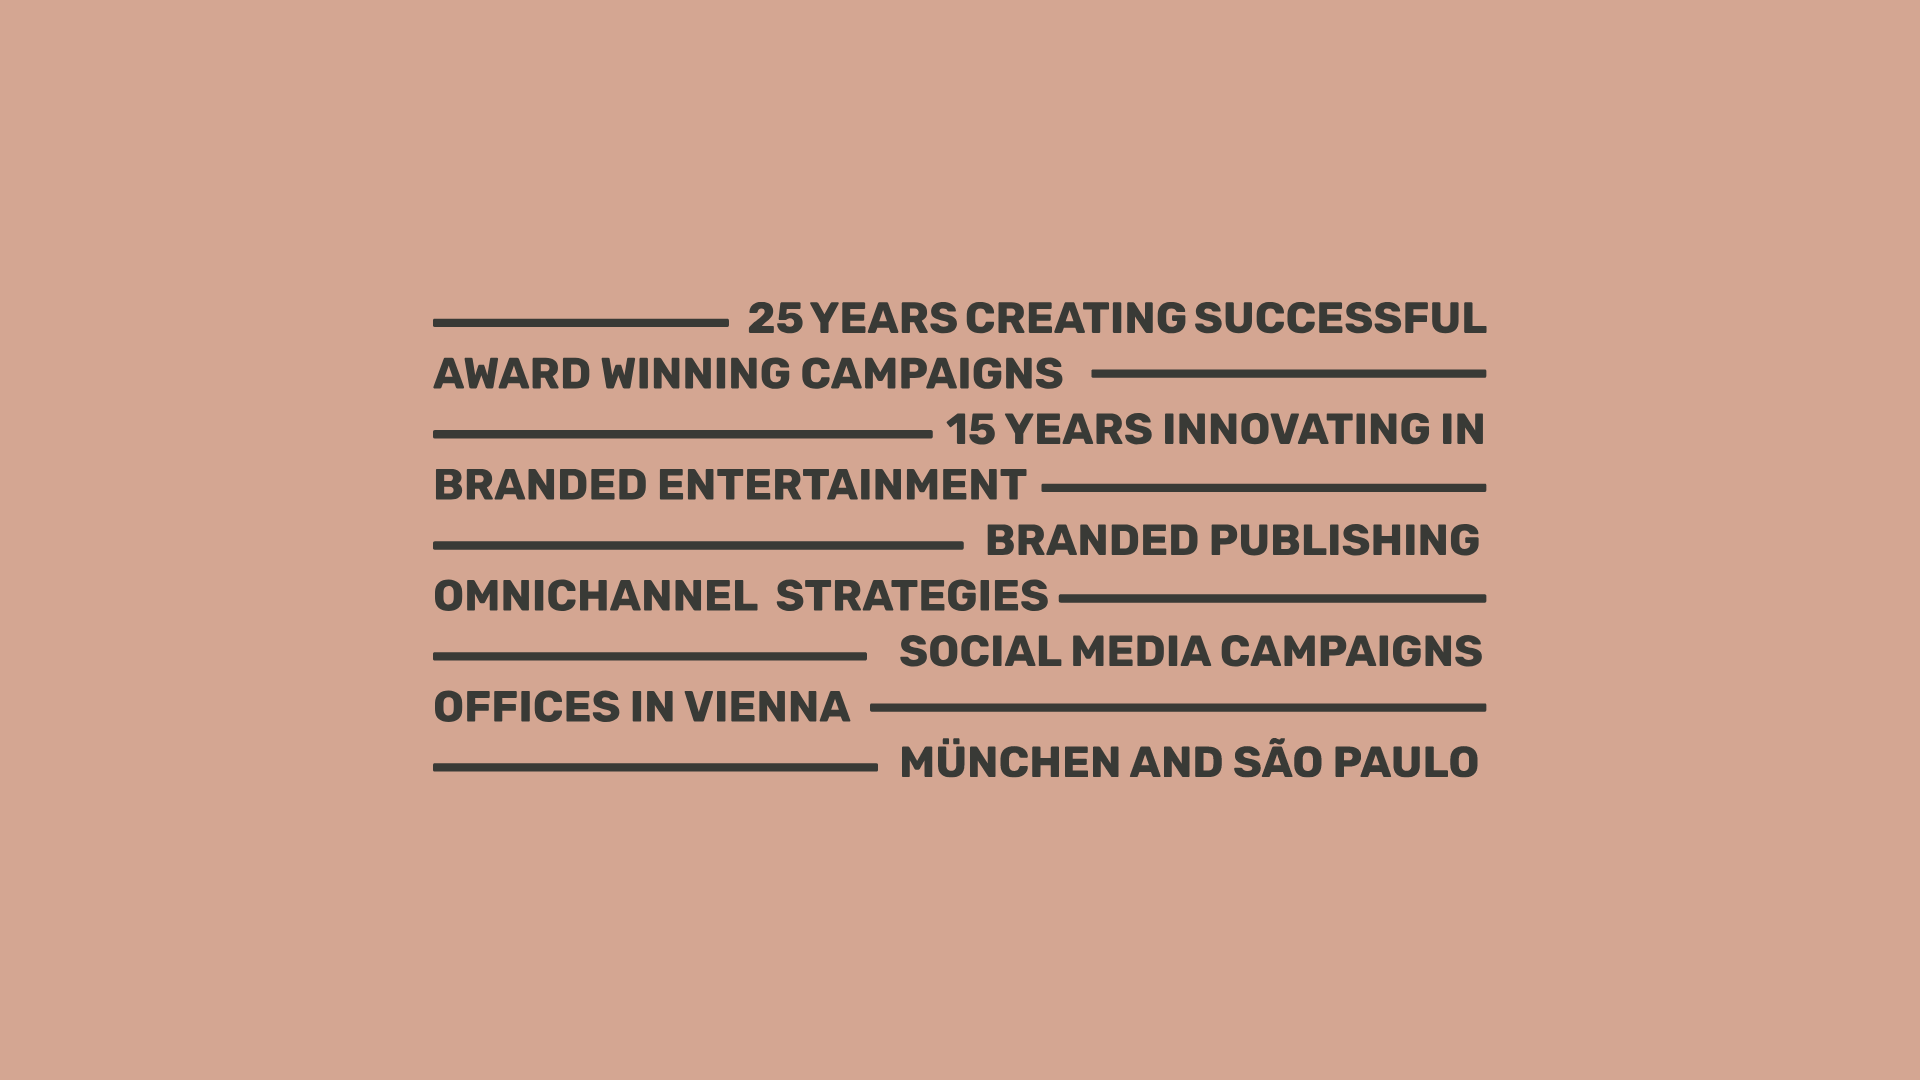 25 YEARS CREATING SUCCESSFUL
AWARD WINNING CAMPAIGNS
15 YEARS INNOVATING IN
BRANDED ENTERTAINMENT
BRANDED PUBLISHING
OMNICHANNEL STRATEGIES
SOCIAL MEDIA CAMPAIGNS
OFFICES IN VIENNA
MÜNCHEN AND SÃO PAULO